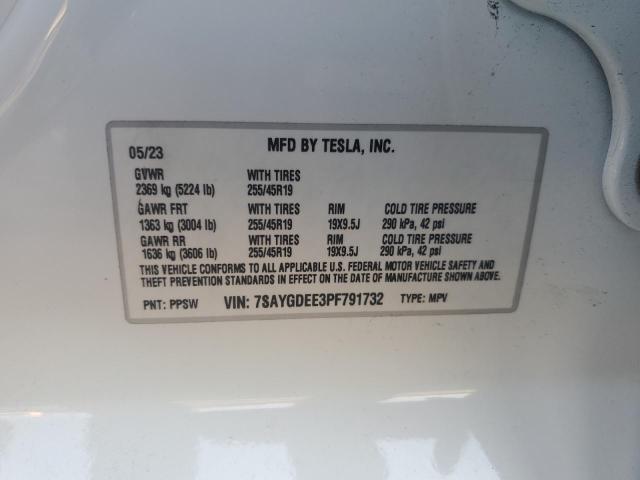 MFD BY TESLA, INC.
05/23
GVWR WITH TIRES
2369 kg (5224 lb) 255/45R19
GAWR FRT WITH TIRES RIM COLD TIRE PRESSURE
1363 kg (3004 lb) 255/45R19 19X9.5J 290 kPa, 42 psi
GAWR RR WITH TIRES RIM COLD TIRE PRESSURE
1636 kg (3606 lb) 255/45R19 19X9.5J 290 kPa, 42 psi
THIS VEHICLE CONFORMS TO ALL APPLICABLE U.S. FEDERAL MOTOR VEHICLE SAFETY AND
THEFT PREVENTION STANDARDS IN EFFECT ON THE DATE OF MANUFACTURE SHOWN ABOVE.
PNT: PPSW VIN: 7SAYGDEE3PF791732 TYPE: MPV